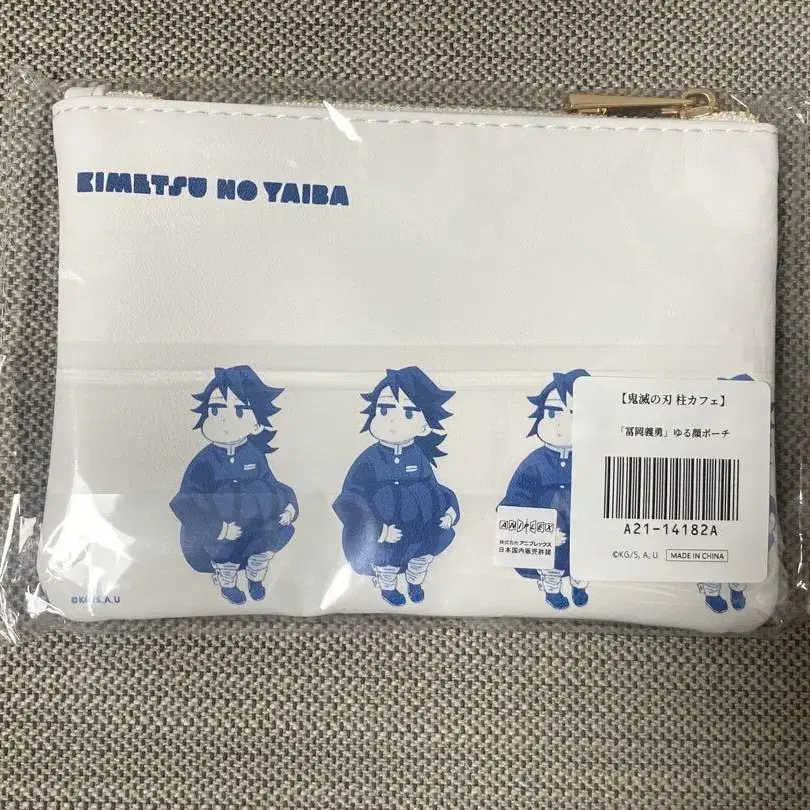 KIMETSU NO YAIBA
【鬼滅の刃 柱カフェ】
「冨岡義勇」ゆる顔ポーチ
A21-14182A
©KG/S, A, U
MADE IN CHINA
ANIPLEX
株式会社アニプレックス
日本国内販売許諾
©KG/S, A, U